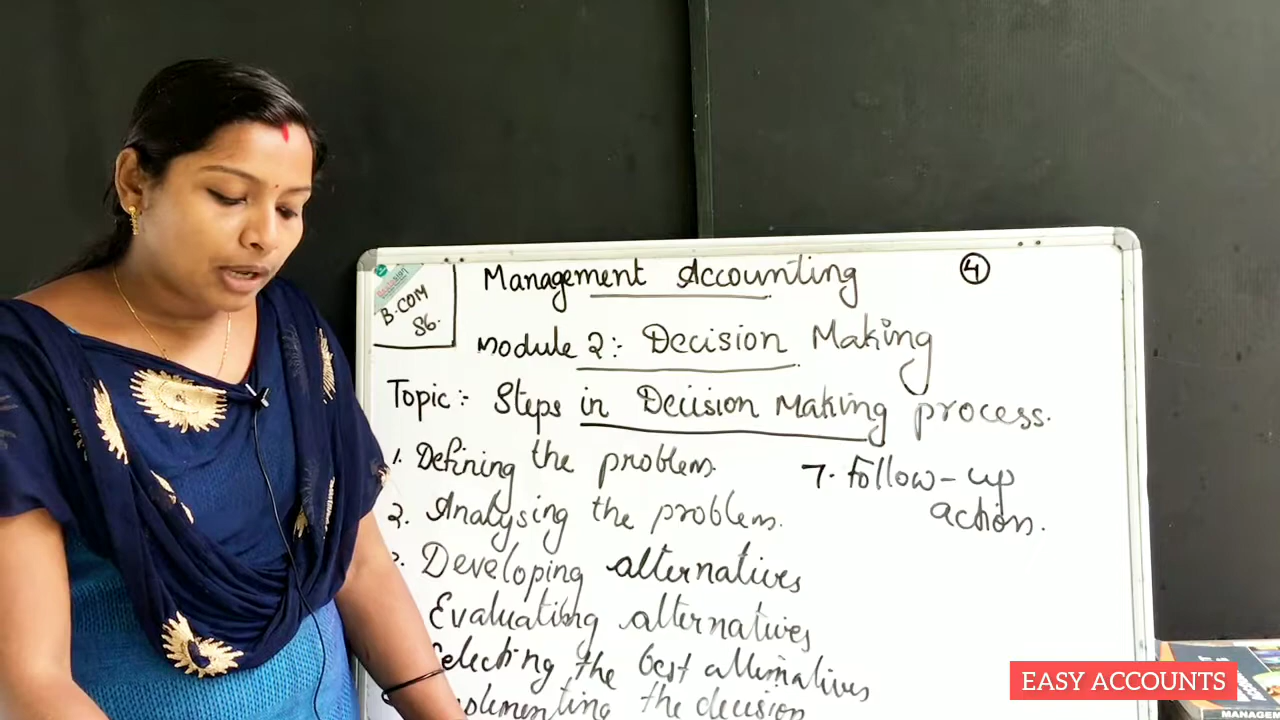 B.COM
S6.
Management Accounting
4
Module 2:- Decision Making
Topic:- Steps in Decision Making process.
1. Defining the problem.
2. Analysing the problem.
Developing alternatives
Evaluating alternatives
Selecting the best alternatives
the decision
7. Follow-up
action.
EASY ACCOUNTS